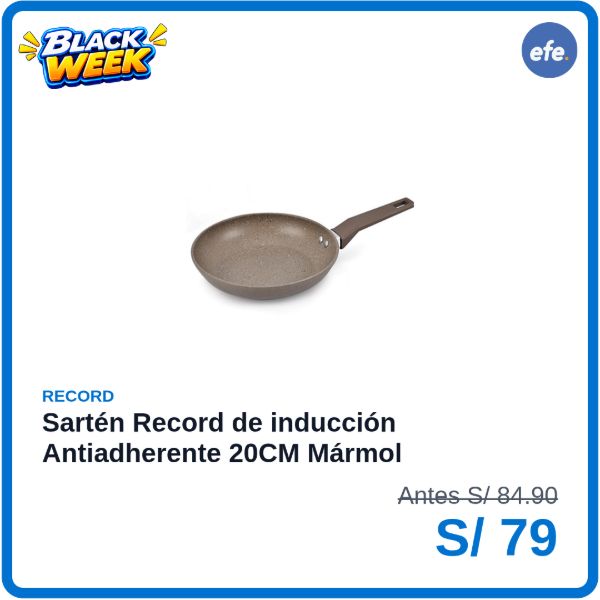 BLACK
WEEK
efe.
RECORD
Sartén Record de inducción
Antiadherente 20CM Mármol
Antes S/ 84.90
S/ 79